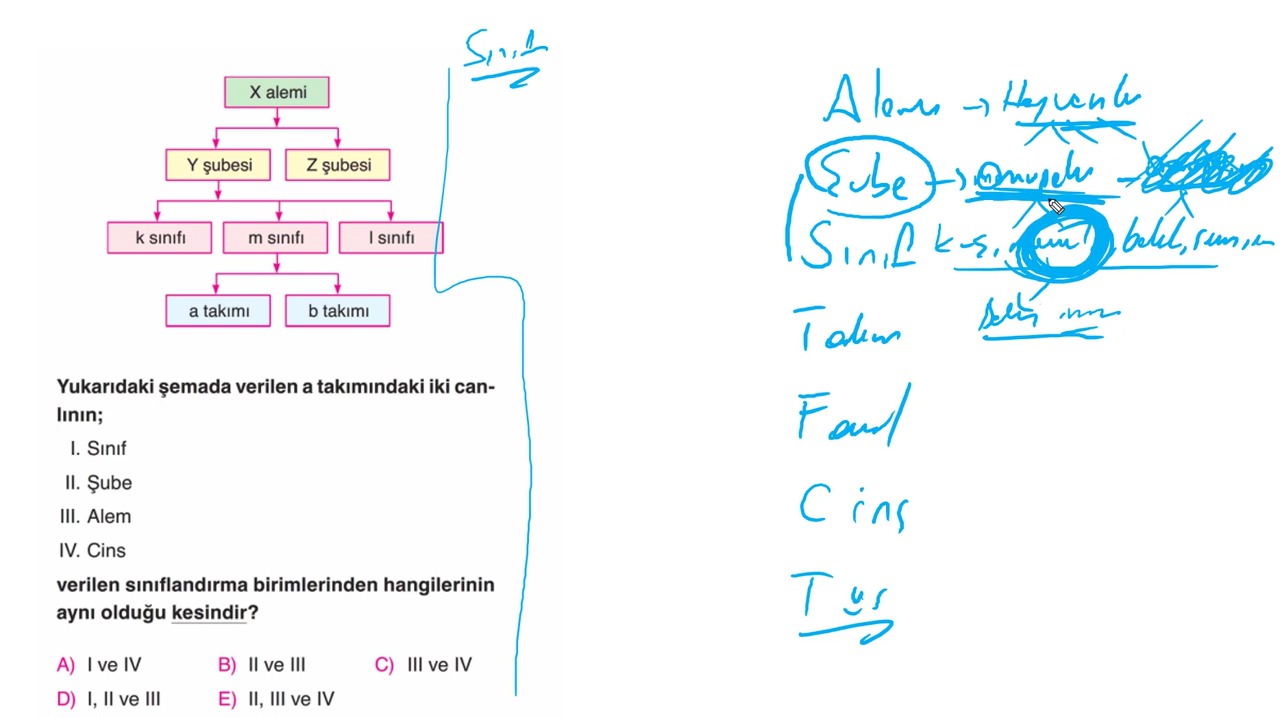 Sınıf
X alemi
Y şubesi Z şubesi
k sınıfı m sınıfı l sınıfı
a takımı b takımı
Yukarıdaki şemada verilen a takımındaki iki can-
lının;
I. Sınıf
II. Şube
III. Alem
IV. Cins
verilen sınıflandırma birimlerinden hangilerinin
aynı olduğu kesindir?
A) I ve IV B) II ve III C) III ve IV
D) I, II ve III E) II, III ve IV
Alem → Hayvanlar
Şube →
Sınıf
Takım
Cins
Tür